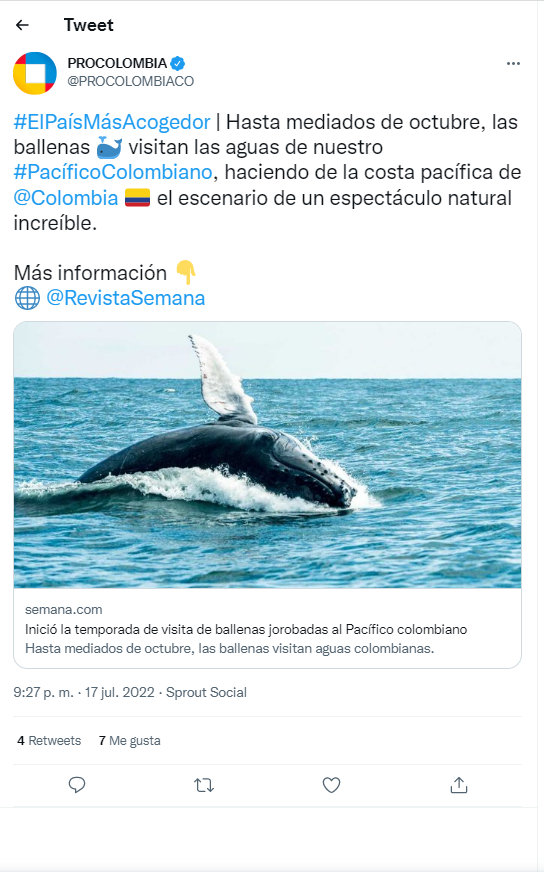 Tweet
PROCOLOMBIA
@PROCOLOMBIACO
#ElPaísMásAcogedor | Hasta mediados de octubre, las
ballenas 🐳 visitan las aguas de nuestro
#PacíficoColombiano, haciendo de la costa pacífica de
@Colombia 🇨🇴 el escenario de un espectáculo natural
increíble.
Más información 👇
🌐 @RevistaSemana
semana.com
Inició la temporada de visita de ballenas jorobadas al Pacífico colombiano
Hasta mediados de octubre, las ballenas visitan aguas colombianas.
9:27 p. m. · 17 jul. 2022 · Sprout Social
4 Retweets 7 Me gusta